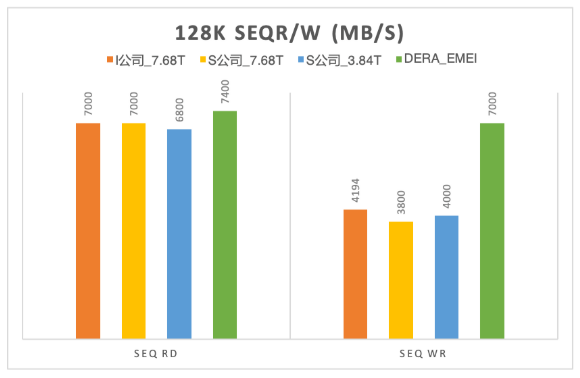 128K SEQR/W (MB/S)
I公司_7.68T S公司_7.68T S公司_3.84T DERA_EMEI
7000 7000 6800 7400 4194 3800 4000 7000
SEQ RD SEQ WR